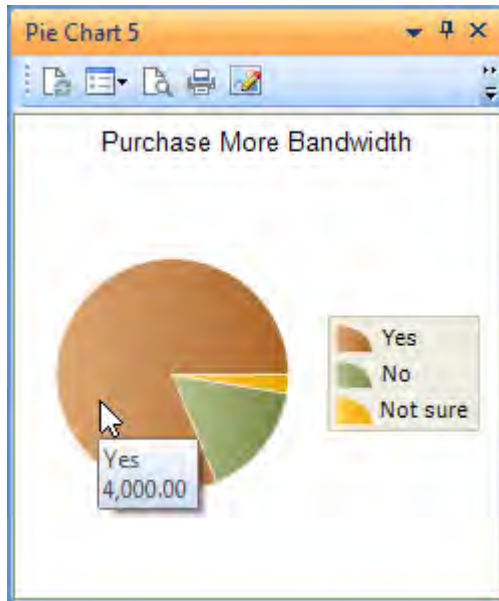 Pie Chart 5
Purchase More Bandwidth
Yes
No
Not sure
Yes
4,000.00